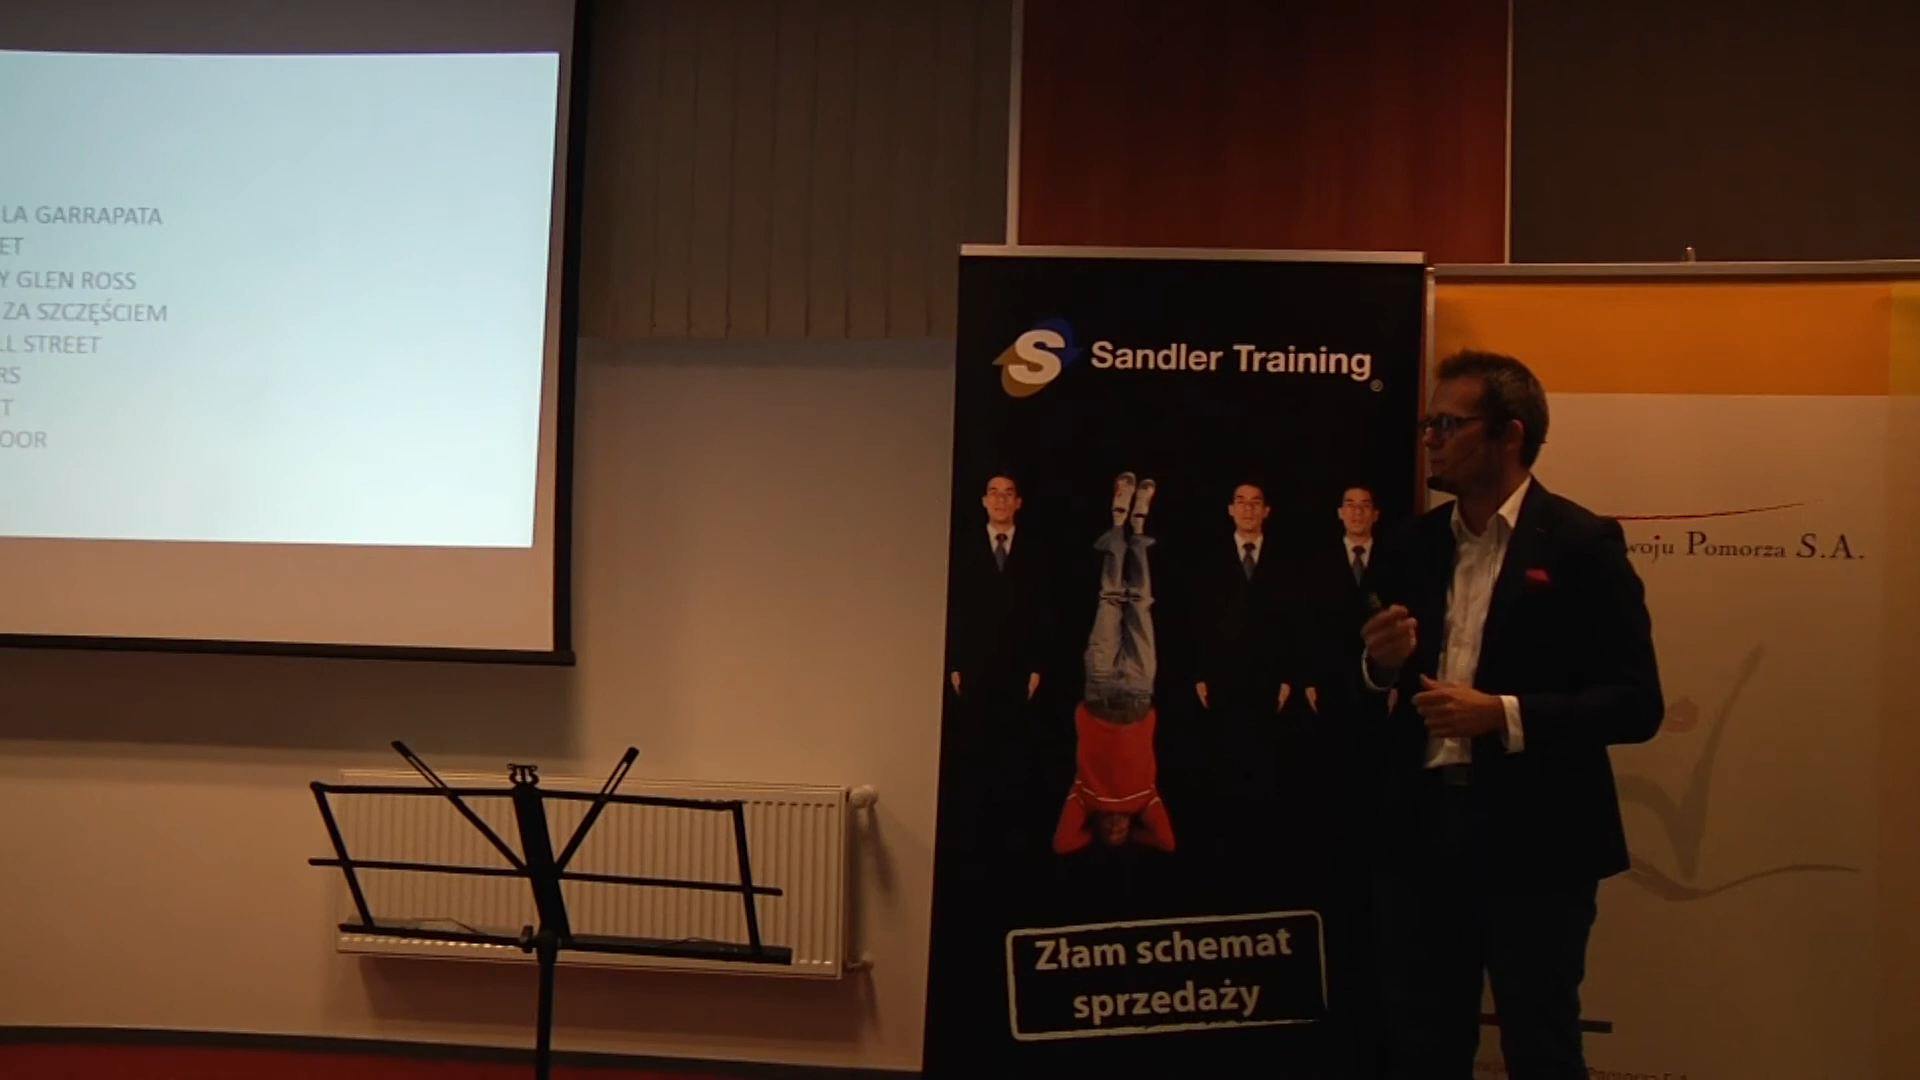 LA GARRAPATA
ET
Y GLEN ROSS
ZA SZCZĘŚCIEM
LL STREET
RS
T
OOR
S Sandler Training ®
Złam schemat
sprzedaży
woju Pomorza S.A.